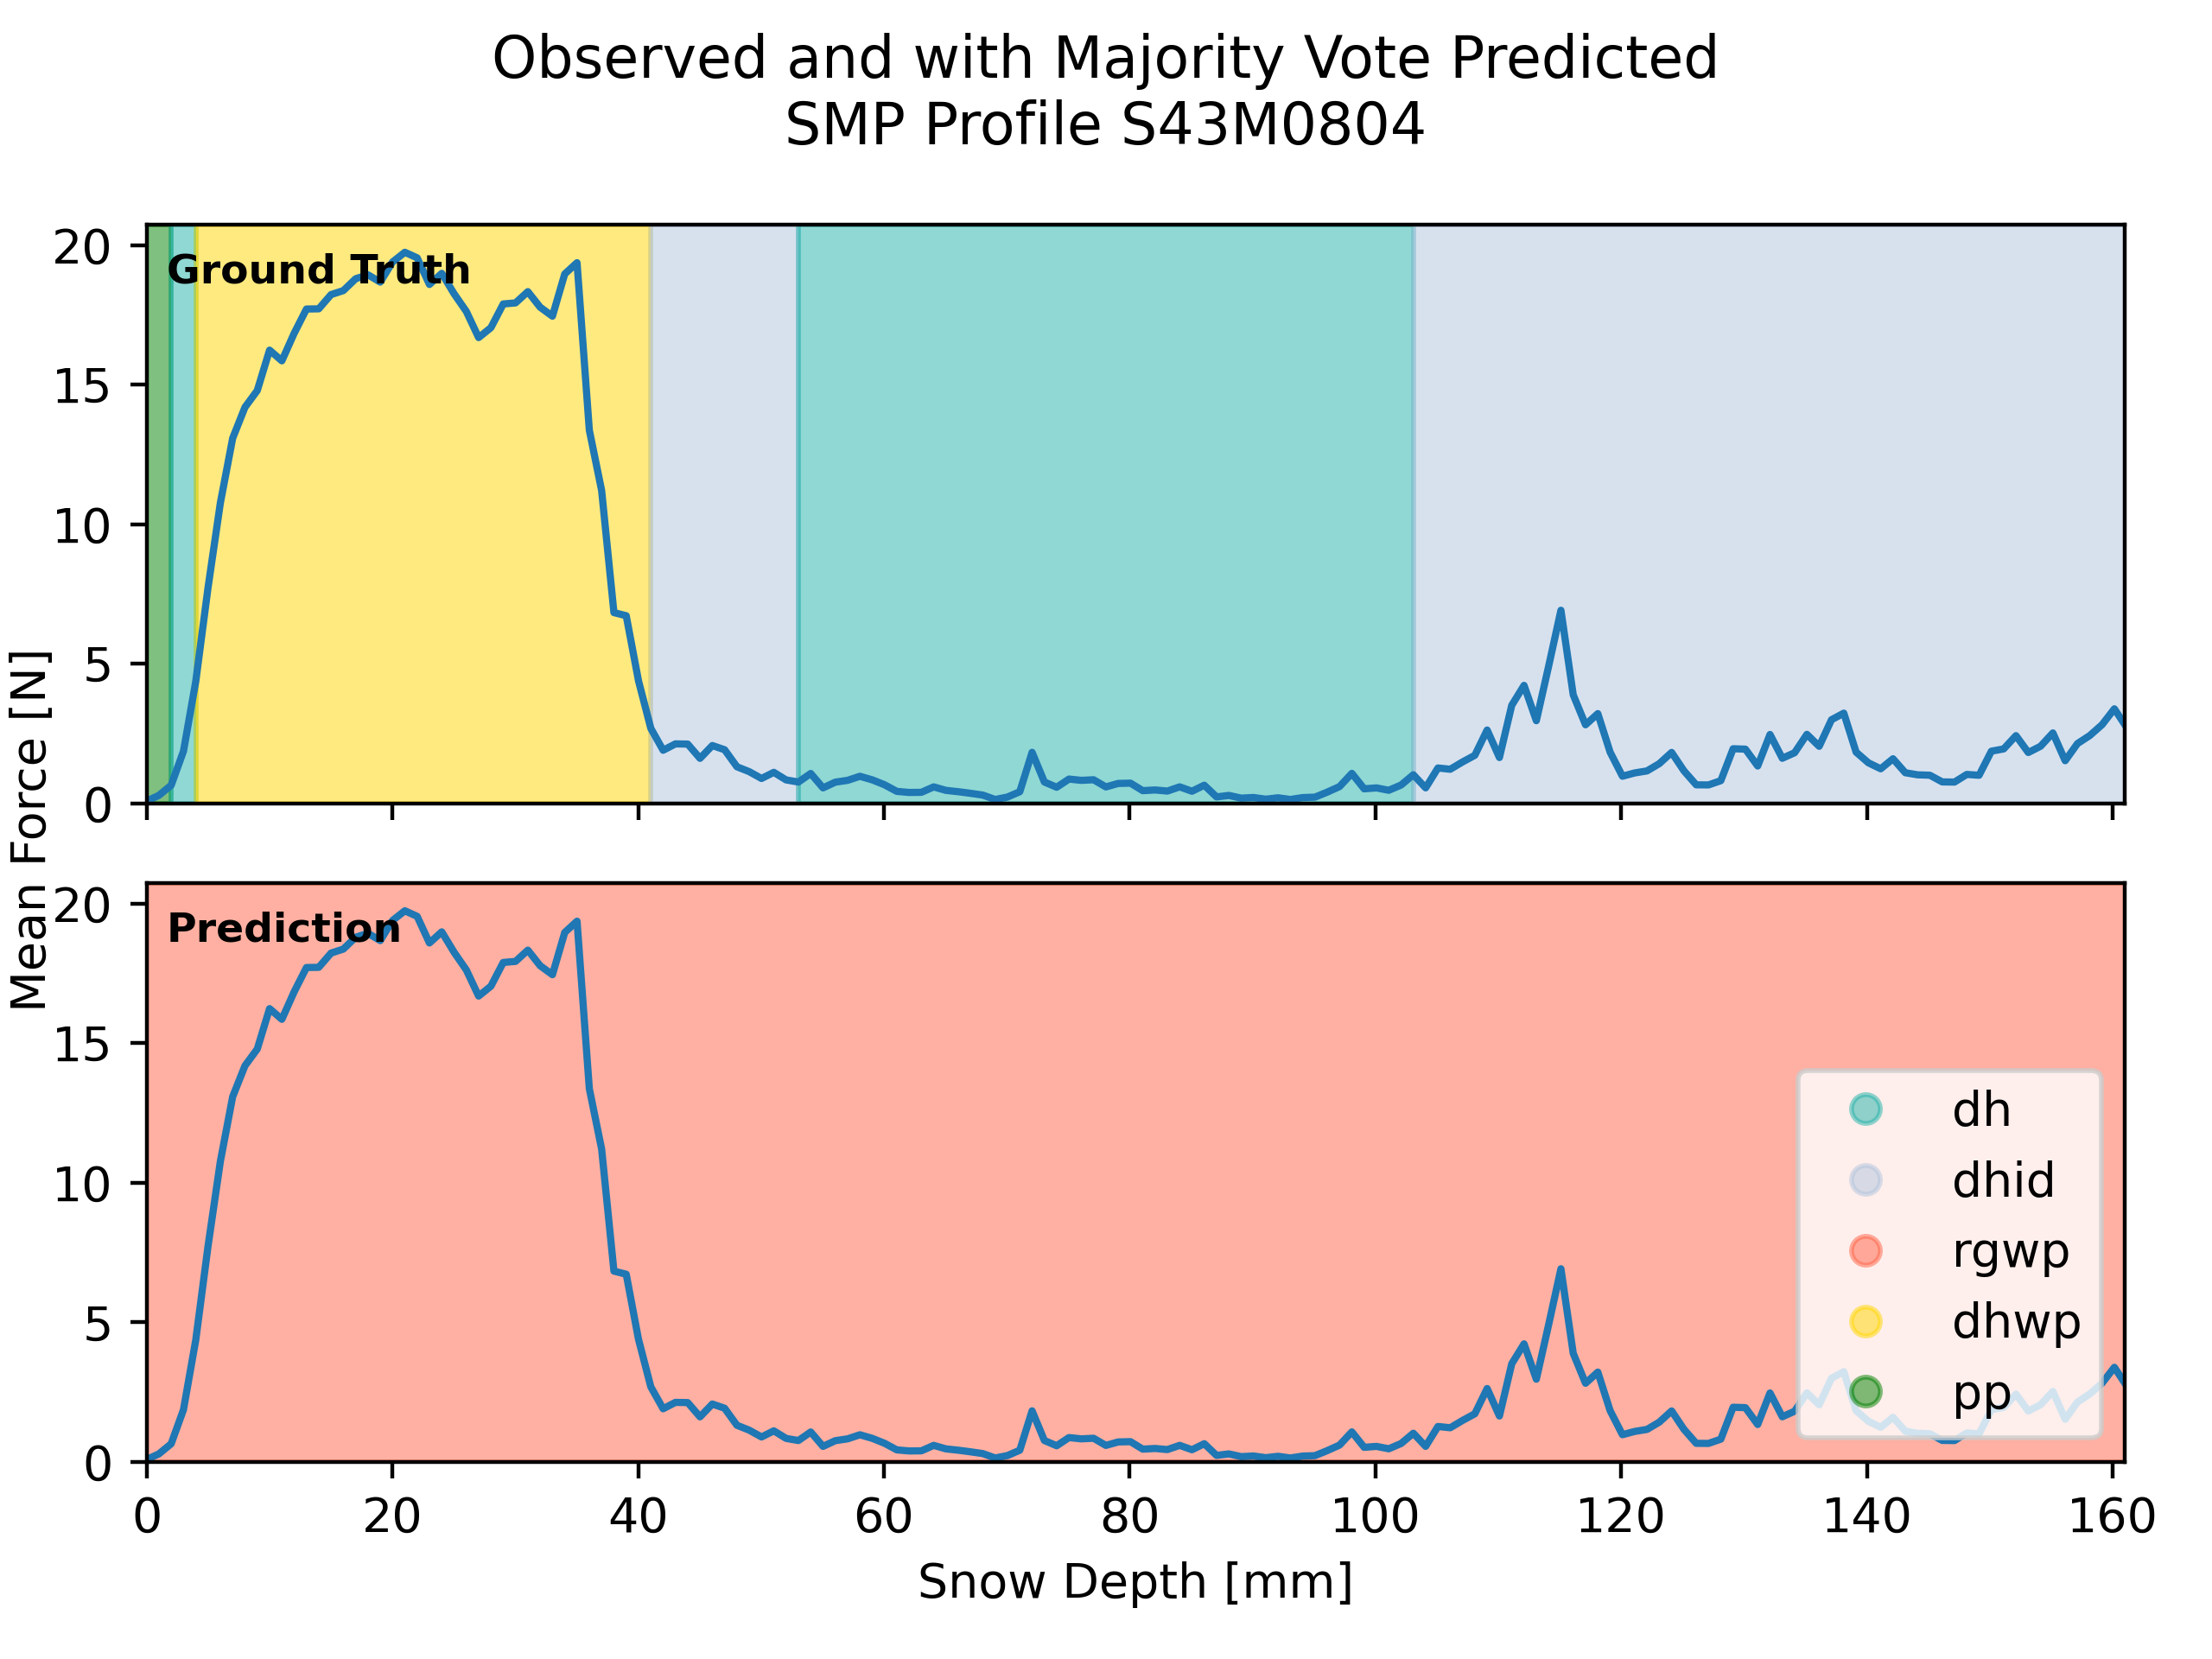 Observed and with Majority Vote Predicted
SMP Profile S43M0804
Mean Force [N]
20
15
10
5
0
Ground Truth
20
15
10
5
0
Prediction
dh
dhid
rgwp
dhwp
pp
0 20 40 60 80 100 120 140 160
Snow Depth [mm]